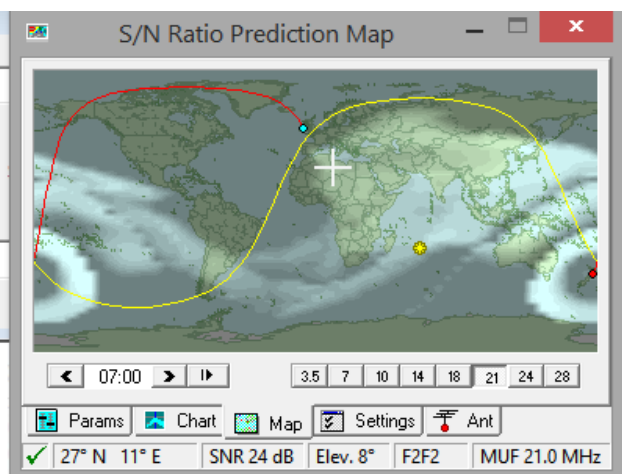 S/N Ratio Prediction Map
07:00
3.5 7 10 14 18 21 24 28
Params Chart Map Settings Ant
27° N 11° E SNR 24 dB Elev. 8° F2F2 MUF 21.0 MHz